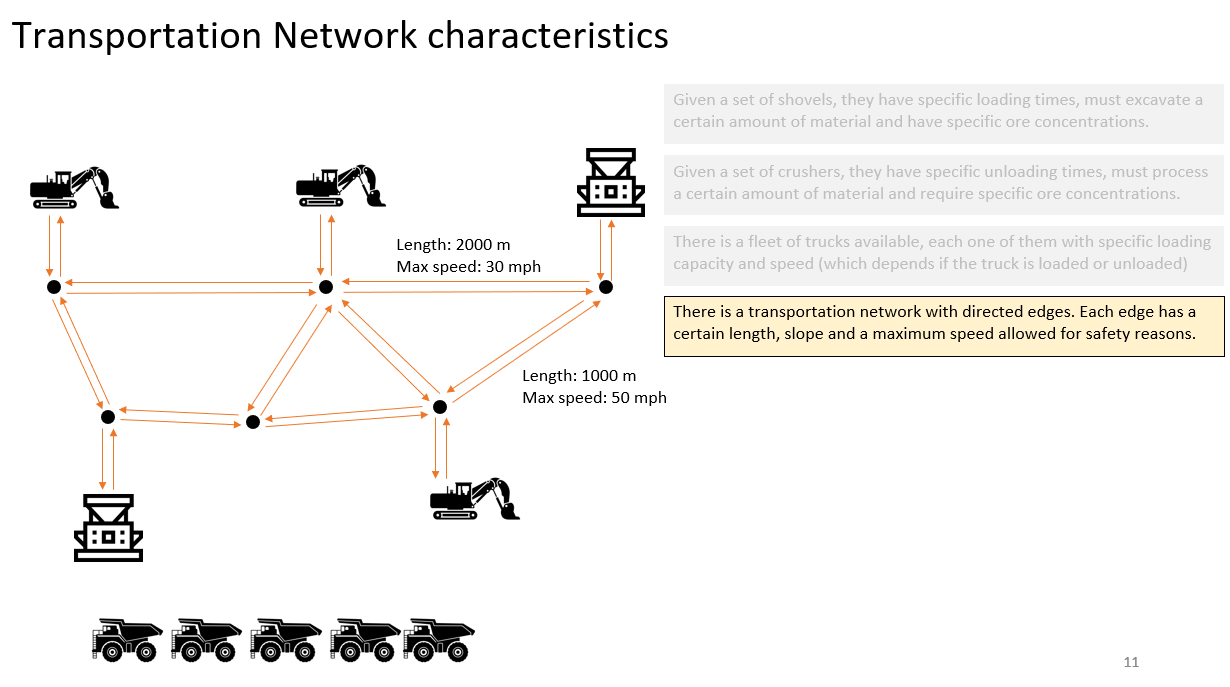 Transportation Network characteristics
Given a set of shovels, they have specific loading times, must excavate a
certain amount of material and have specific ore concentrations.
Given a set of crushers, they have specific unloading times, must process
a certain amount of material and require specific ore concentrations.
There is a fleet of trucks available, each one of them with specific loading
capacity and speed (which depends if the truck is loaded or unloaded)
There is a transportation network with directed edges. Each edge has a
certain length, slope and a maximum speed allowed for safety reasons.
Length: 2000 m
Max speed: 30 mph
Length: 1000 m
Max speed: 50 mph
11